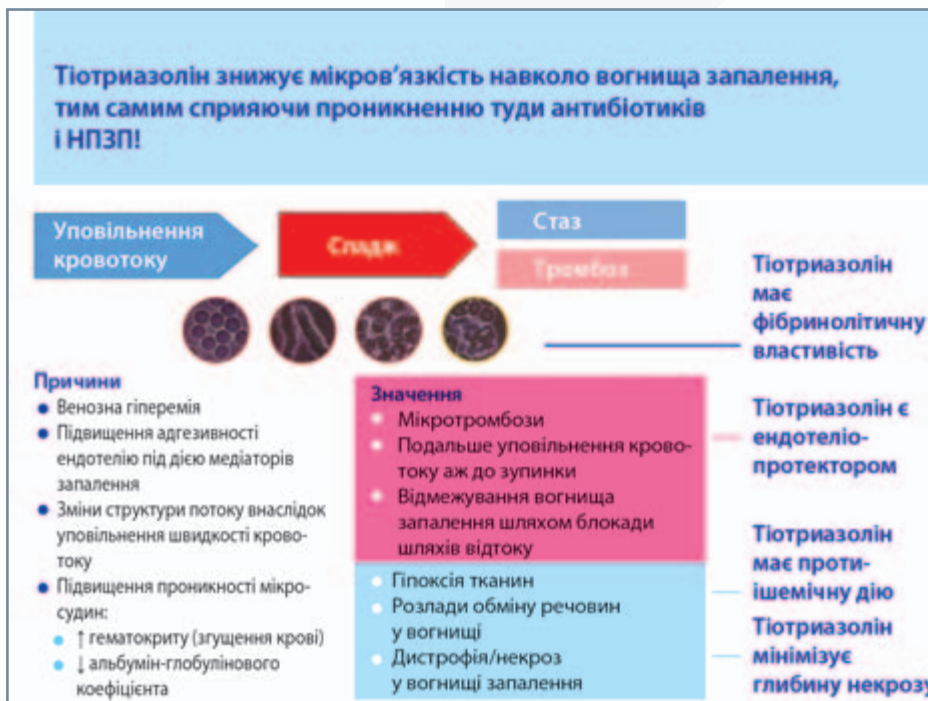 Тіотриазолін знижує мікров'язкість навколо вогнища запалення,
тим самим сприяючи проникненню туди антибіотиків
і НПЗП!
Уповільнення
кровотоку
Сладж
Стаз
Тромбоз
Тіотриазолін
має
фібринолітичну
властивість
Причини
Венозна гіперемія
Підвищення адгезивності
ендотелію під дією медіаторів
запалення
Зміни структури потоку внаслідок
уповільнення швидкості крово-
току
Підвищення проникності мікро-
судин:
↑ гематокриту (згущення крові)
↓ альбумін-глобулінового
коефіцієнта
Значення
Мікротромбози
Подальше уповільнення крово-
току аж до зупинки
Відмежування вогнища
запалення шляхом блокади
шляхів відтоку
Гіпоксія тканин
Розлади обміну речовин
у вогнищі
Дистрофія/некроз
у вогнищі запалення
Тіотриазолін є
ендотеліо-
протектором
Тіотриазолін
має проти-
ішемічну дію
Тіотриазолін
мінімізує
глибину некрозу